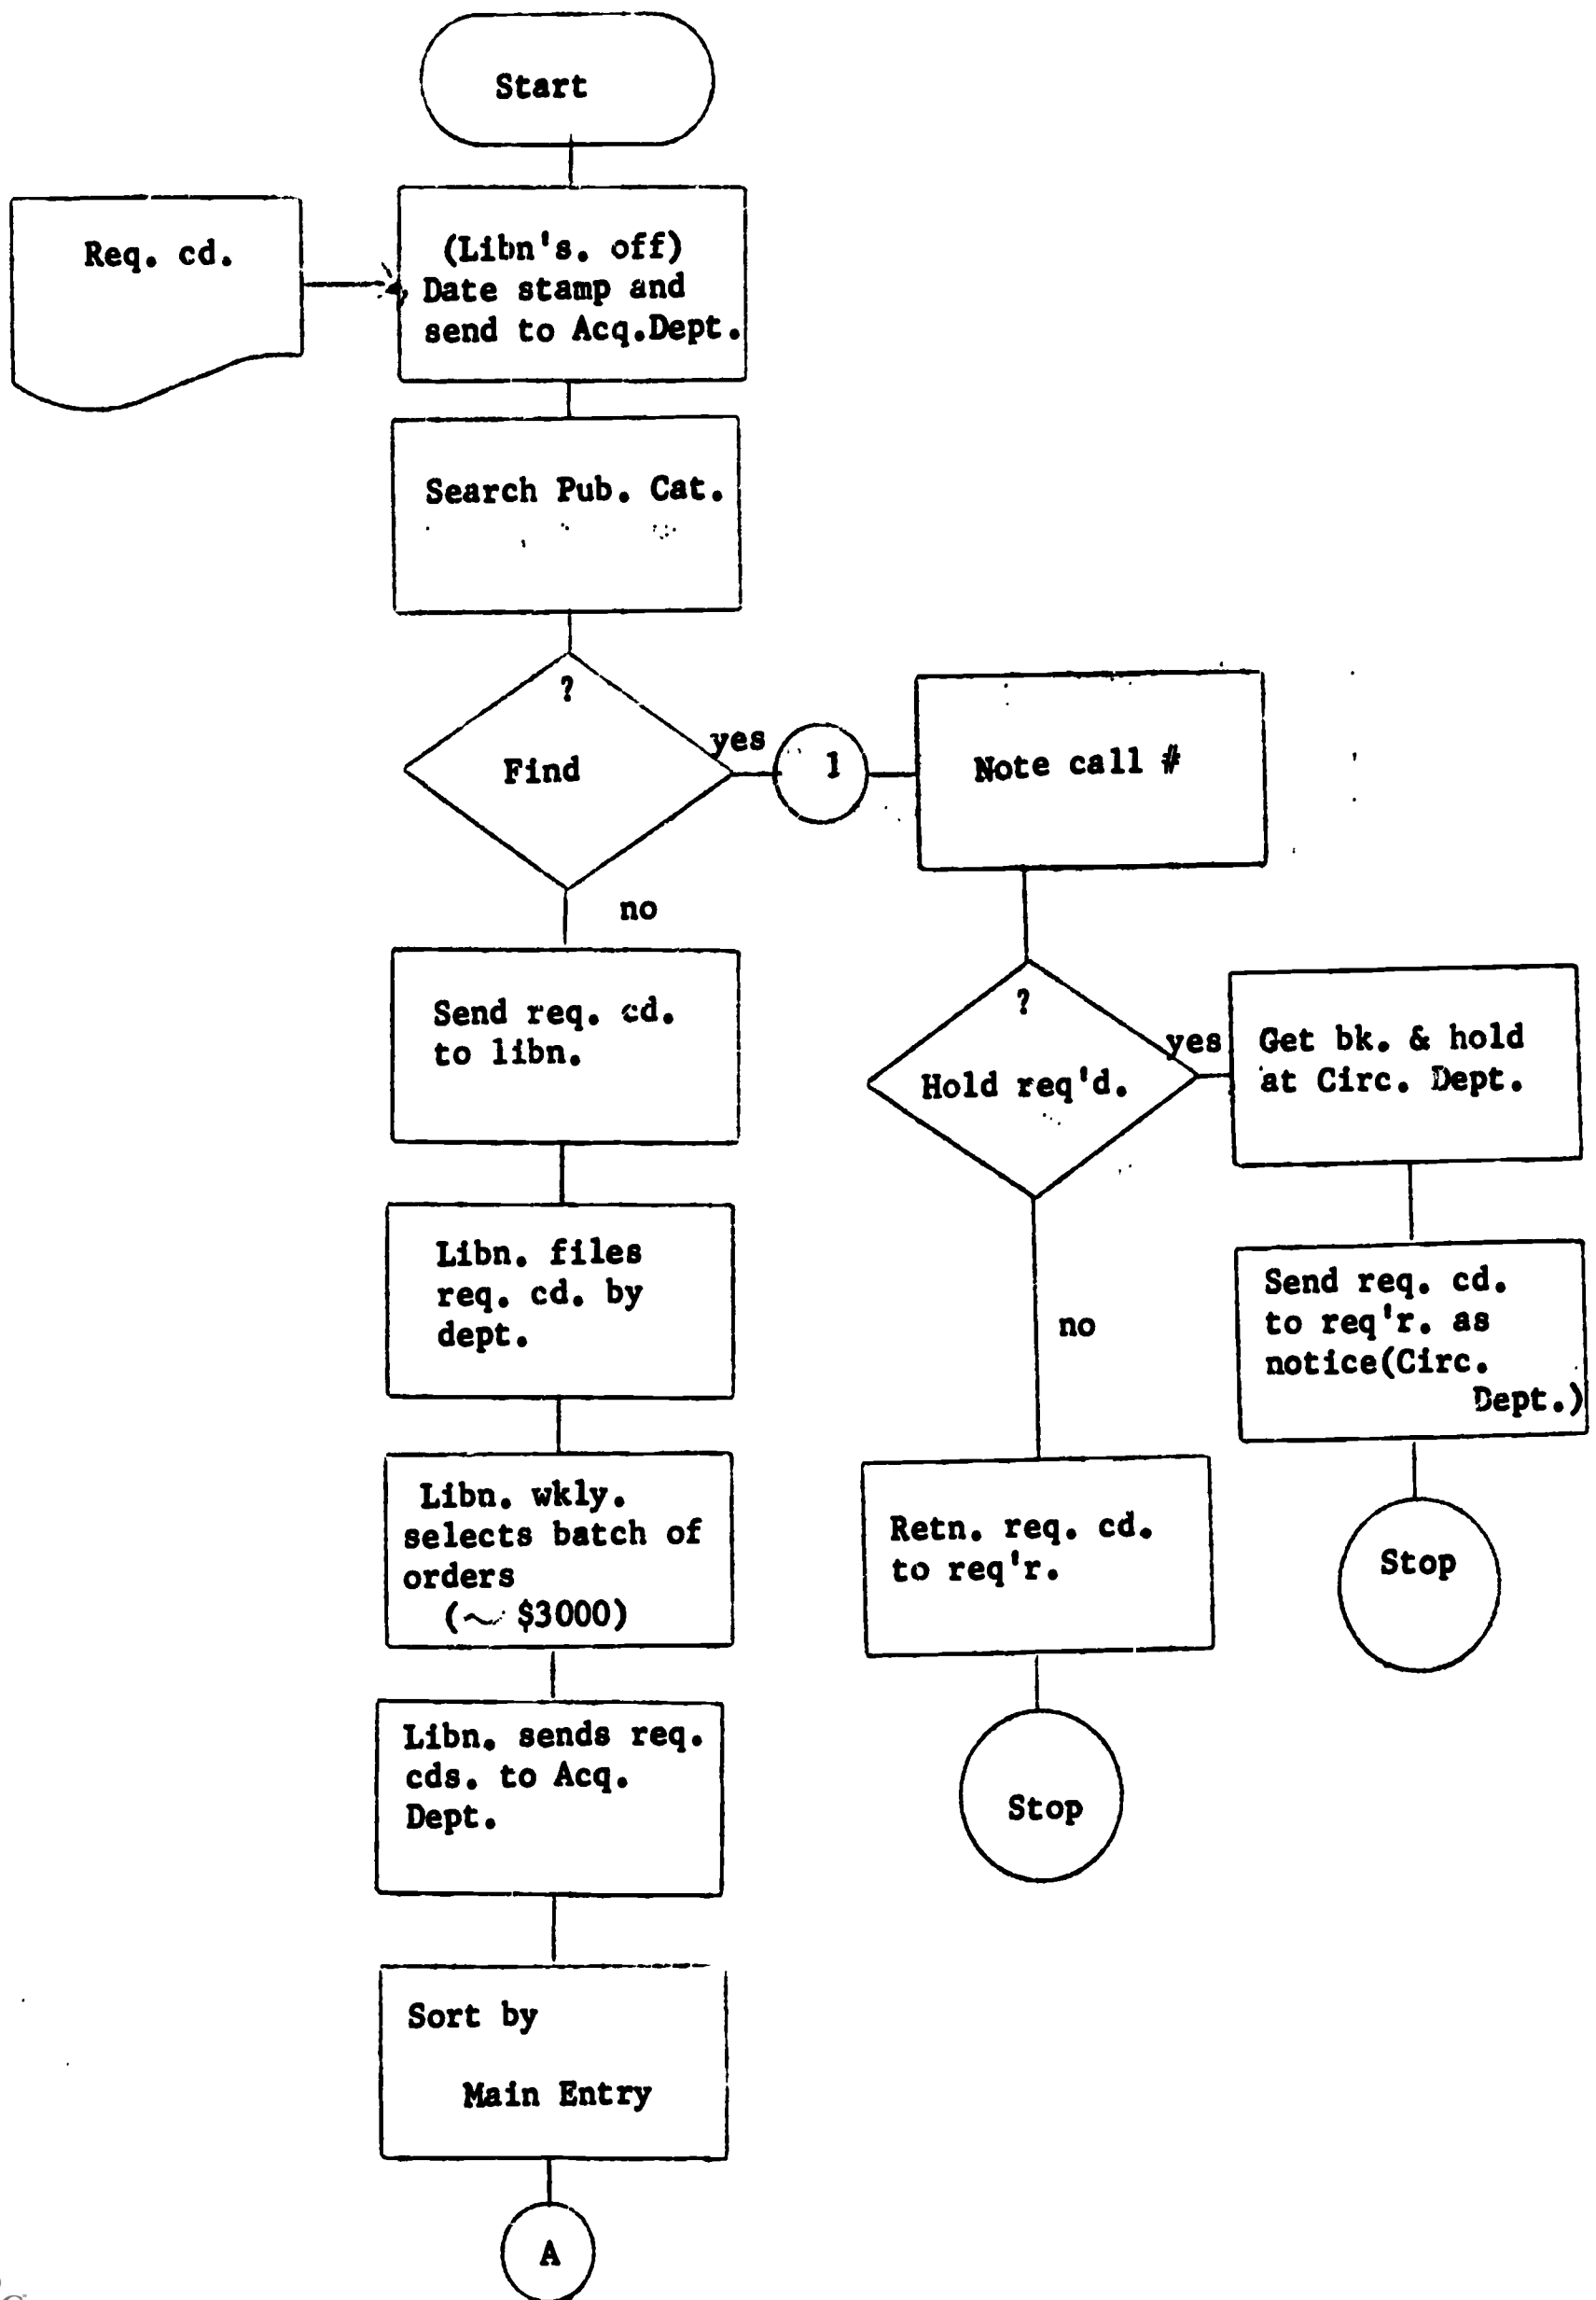 Start
Req. cd.
(Libn's. off)
Date stamp and
send to Acq.Dept.
Search Pub. Cat.
?
Find
yes
1
Note call #
no
Send req. cd.
to libn.
?
Hold req'd.
yes
Get bk. & hold
at Circ. Dept.
Libn. files
req. cd. by
dept.
Send req. cd.
to req'r. as
notice(Circ.
Dept.)
no
Libn. wkly.
selects batch of
orders
(~ $3000)
Retn. req. cd.
to req'r.
Stop
Libn. sends req.
cds. to Acq.
Dept.
Stop
Sort by
Main Entry
A